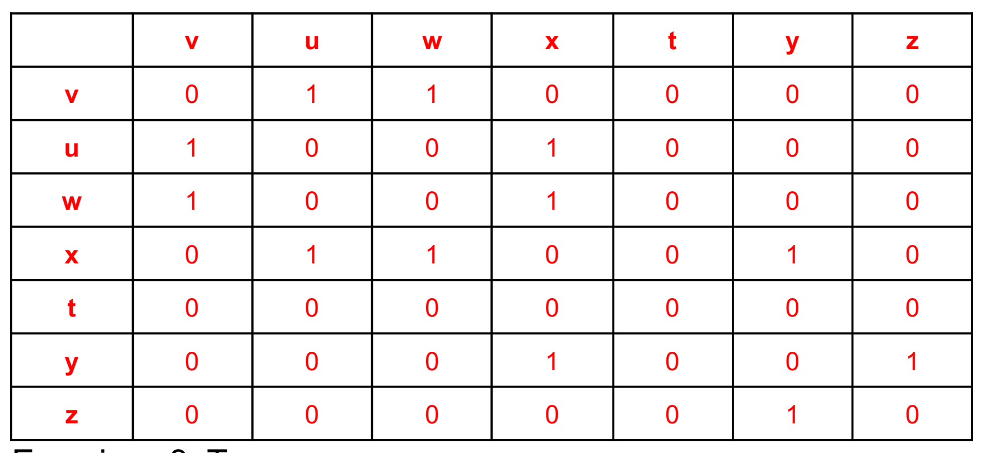 v u w x t y z
v 0 1 1 0 0 0 0
u 1 0 0 1 0 0 0
w 1 0 0 1 0 0 0
x 0 1 1 0 0 1 0
t 0 0 0 0 0 0 0
y 0 0 0 1 0 0 1
z 0 0 0 0 0 1 0